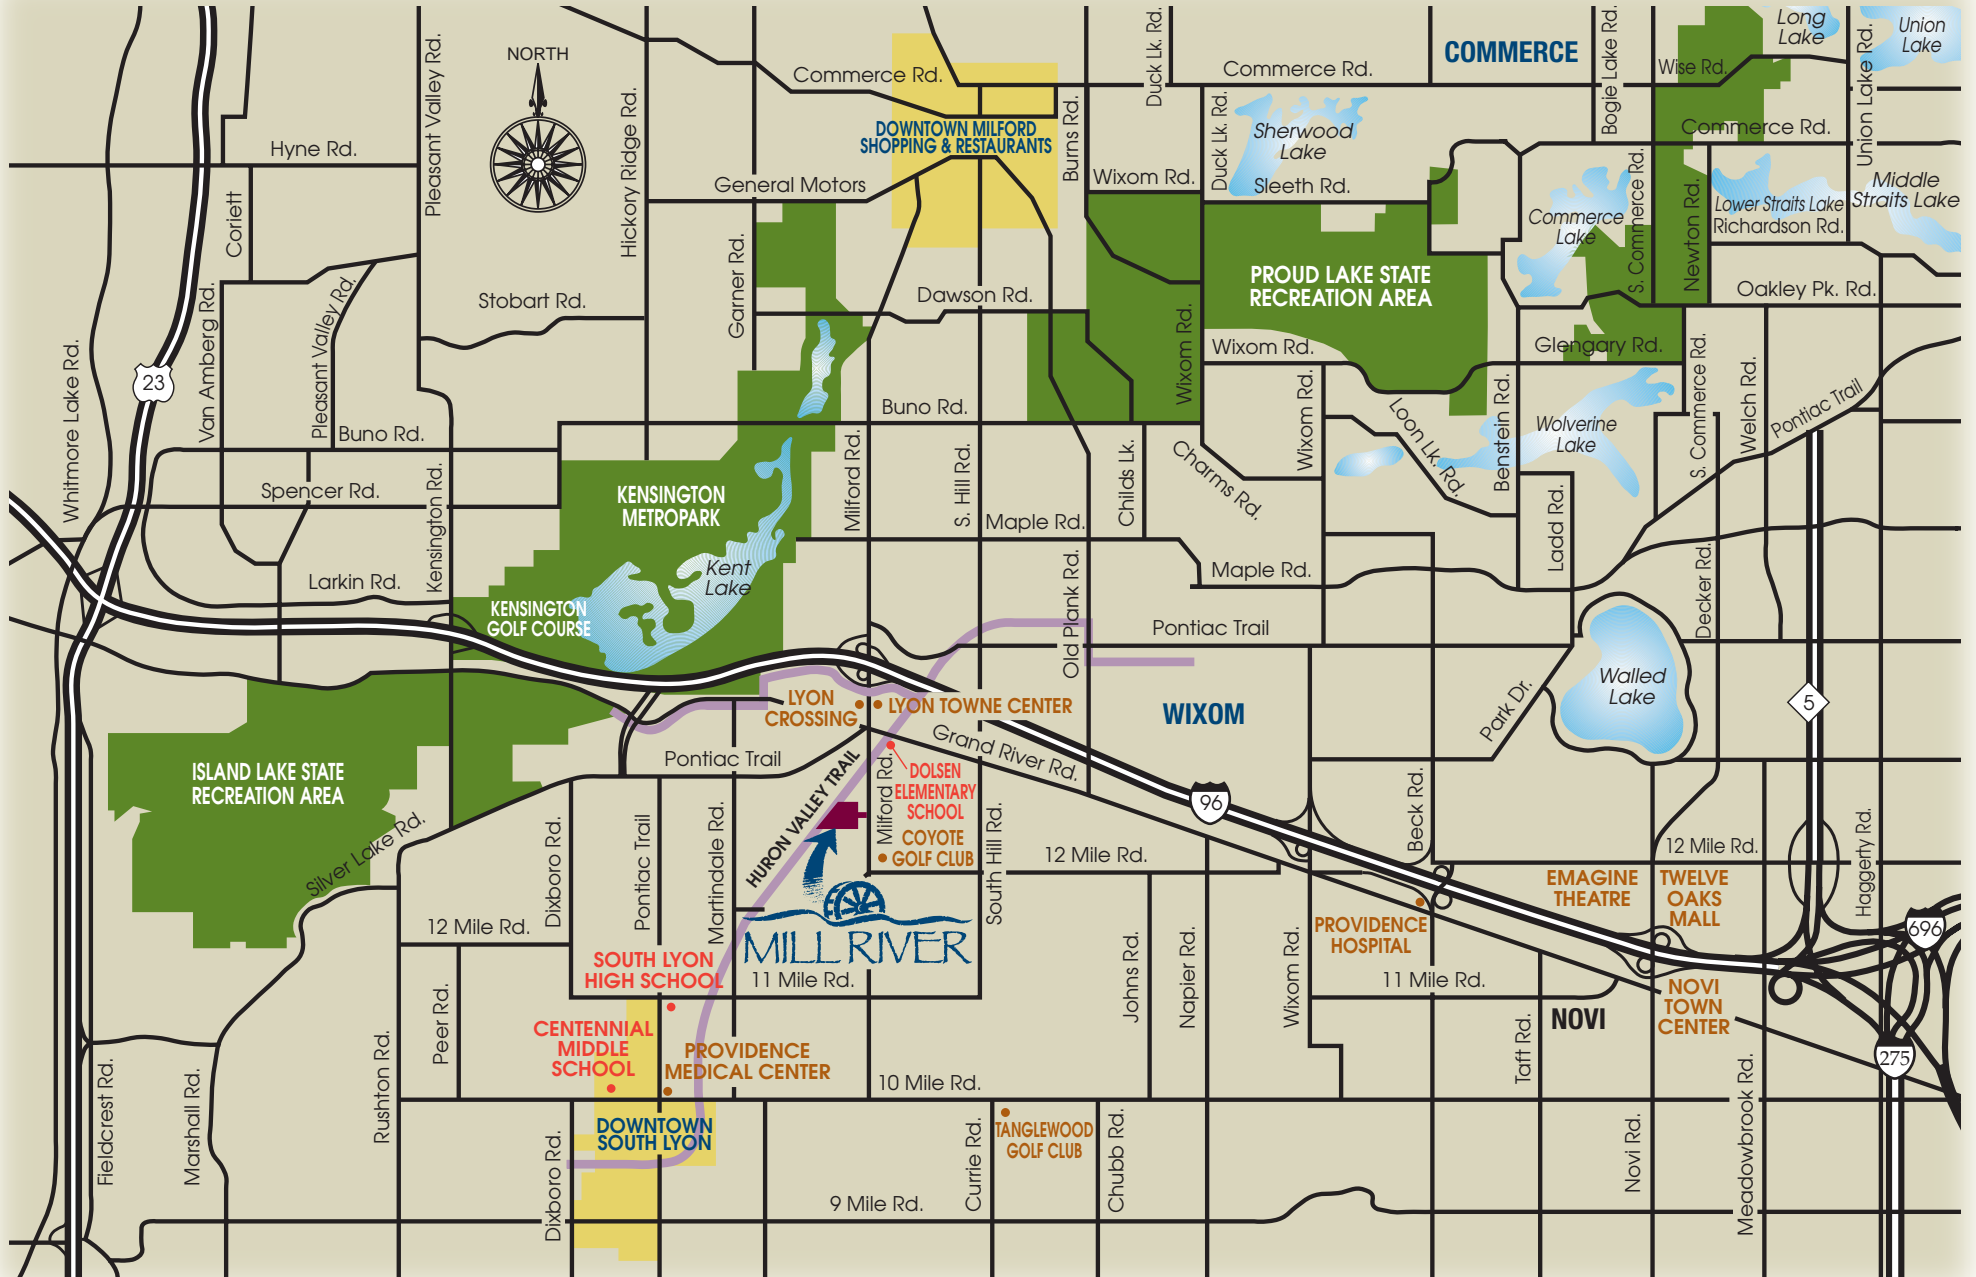 Long
Lake
Union
Lake
COMMERCE
Duck Lk. Rd.
Bogie Lake Rd.
Union Lake Rd.
Pleasant Valley Rd.
NORTH
Commerce Rd.
Commerce Rd.
Wise Rd.
Hickory Ridge Rd.
Burns Rd.
Duck Lk. Rd.
Sherwood
Lake
Commerce Rd.
DOWNTOWN MILFORD
SHOPPING & RESTAURANTS
Hyne Rd.
General Motors
Wixom Rd.
Sleeth Rd.
S. Commerce Rd.
Newton Rd.
Middle
Straits Lake
Lower Straits Lake
Richardson Rd.
Commerce
Lake
Coriett
Garner Rd.
PROUD LAKE STATE
RECREATION AREA
Oakley Pk. Rd.
Dawson Rd.
Stobart Rd.
Van Amberg Rd.
Pleasant Valley Rd.
Whitmore Lake Rd.
23
Wixom Rd.
Wixom Rd.
Glengary Rd.
S. Commerce Rd.
Welch Rd.
Pontiac Trail
Buno Rd.
Buno Rd.
Wixom Rd.
Loon Lk. Rd.
Benstein Rd.
Wolverine
Lake
Milford Rd.
S. Hill Rd.
Childs Lk.
Charms Rd.
Spencer Rd.
Kensington Rd.
KENSINGTON
METROPARK
Maple Rd.
Ladd Rd.
Kent
Lake
Maple Rd.
Larkin Rd.
Old Plank Rd.
Decker Rd.
KENSINGTON
GOLF COURSE
Pontiac Trail
Walled
Lake
Park Dr.
5
LYON
CROSSING
LYON TOWNE CENTER
WIXOM
Grand River Rd.
Pontiac Trail
HURON VALLEY TRAIL
Milford Rd.
DOLSEN
ELEMENTARY
SCHOOL
ISLAND LAKE STATE
RECREATION AREA
96
Beck Rd.
Silver Lake Rd.
Dixboro Rd.
Pontiac Trail
Martindale Rd.
COYOTE
GOLF CLUB
South Hill Rd.
12 Mile Rd.
12 Mile Rd.
Haggerty Rd.
EMAGINE
THEATRE
TWELVE
OAKS
MALL
12 Mile Rd.
MILL RIVER
PROVIDENCE
HOSPITAL
696
SOUTH LYON
HIGH SCHOOL
11 Mile Rd.
11 Mile Rd.
Peer Rd.
Johns Rd.
Napier Rd.
Wixom Rd.
NOVI
TOWN
CENTER
NOVI
CENTENNIAL
MIDDLE
SCHOOL
PROVIDENCE
MEDICAL CENTER
Taft Rd.
275
Rushton Rd.
10 Mile Rd.
Fieldcrest Rd.
Marshall Rd.
DOWNTOWN
SOUTH LYON
TANGLEWOOD
GOLF CLUB
Dixboro Rd.
Currie Rd.
Chubb Rd.
Novi Rd.
Meadowbrook Rd.
9 Mile Rd.